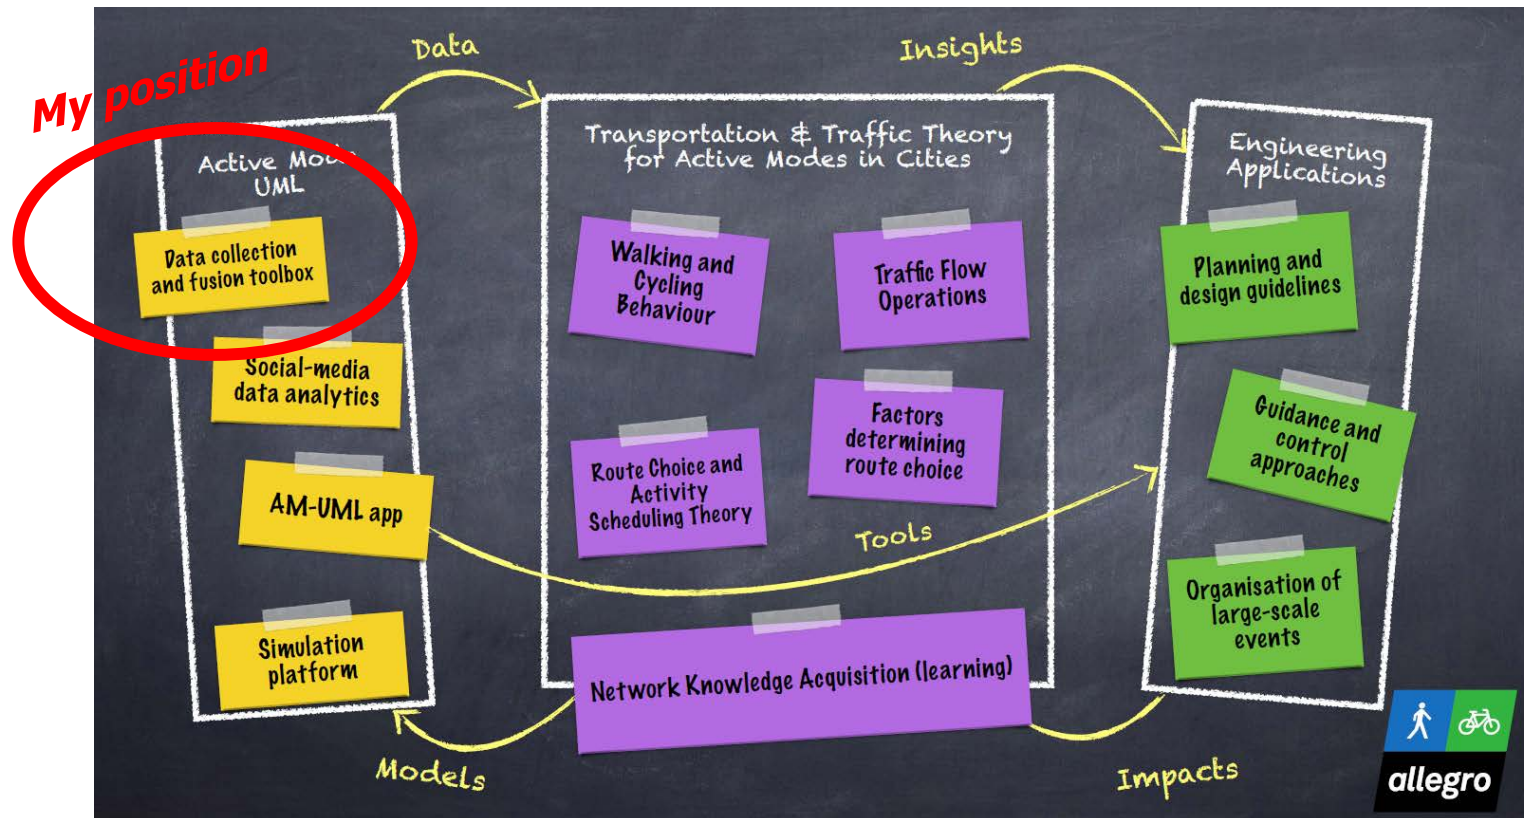 My position
Data
Insights
Active Mode
UML
Data collection
and fusion toolbox
Social-media
data analytics
AM-UML app
Simulation
platform
Transportation & Traffic Theory
for Active Modes in Cities
Walking and
Cycling
Behaviour
Traffic Flow
Operations
Route Choice and
Activity
Scheduling Theory
Factors
determining
route choice
Tools
Network Knowledge Acquisition (learning)
Engineering
Applications
Planning and
design guidelines
Guidance and
control
approaches
Organisation of
large-scale
events
Models
Impacts
allegro